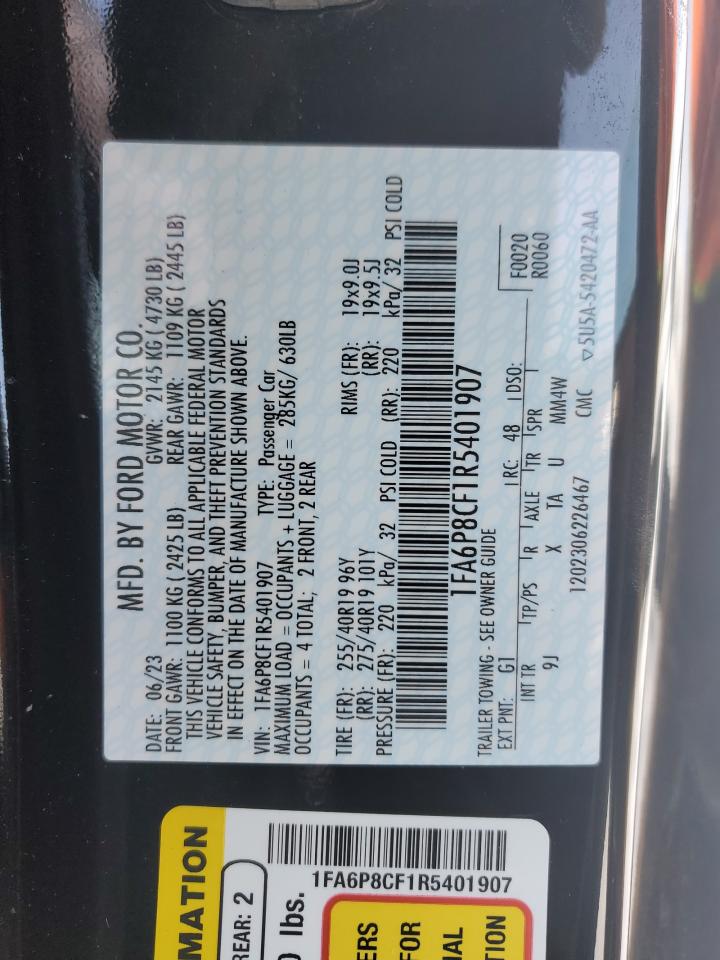 MFD. BY FORD MOTOR CO.
DATE: 06/23 GVWR: 2145 KG ( 4730 LB)
FRONT GAWR: 1100 KG ( 2425 LB) REAR GAWR: 1109 KG ( 2445 LB)
THIS VEHICLE CONFORMS TO ALL APPLICABLE FEDERAL MOTOR
VEHICLE SAFETY, BUMPER, AND THEFT PREVENTION STANDARDS
IN EFFECT ON THE DATE OF MANUFACTURE SHOWN ABOVE.
VIN: 1FA6P8CF1R5401907 TYPE: Passenger Car
MAXIMUM LOAD = OCCUPANTS + LUGGAGE = 285KG/ 630LB
OCCUPANTS = 4 TOTAL; 2 FRONT, 2 REAR
TIRE (FR): 255/40R19 96Y RIMS (FR): 19x9.0J
(RR): 275/40R19 101Y (RR): 19x9.5J
PRESSURE (FR): 220 kPa/ 32 PSI COLD (RR): 220 kPa/ 32 PSI COLD
1FA6P8CF1R5401907
TRAILER TOWING - SEE OWNER GUIDE
EXT PNT: G1 RC: 48 DSO: F0020
R0060
INT TR TP/PS R AXLE TR SPR
9J X TA U MM4W
1202306226467 CMC ▽5U5A-5420472-AA
MATION
REAR: 2
0 lbs.
1FA6P8CF1R5401907
ERS
FOR
NAL
TION